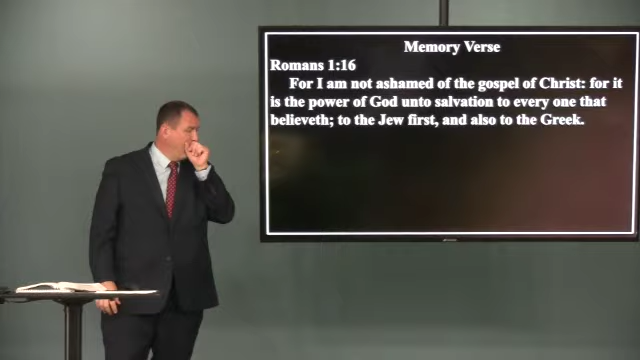 Memory Verse
Romans 1:16
For I am not ashamed of the gospel of Christ: for it
is the power of God unto salvation to every one that
believeth; to the Jew first, and also to the Greek.